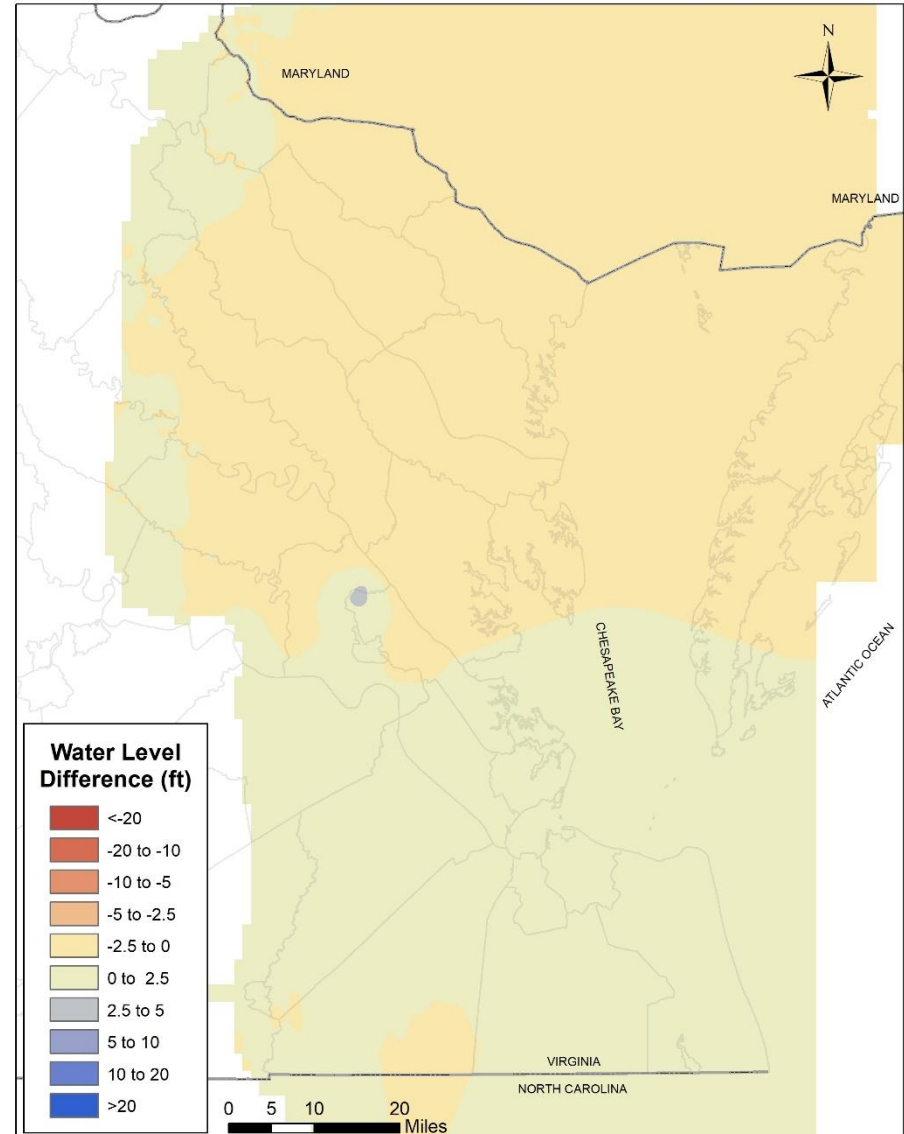 N
MARYLAND
MARYLAND
CHESAPEAKE BAY
ATLANTIC OCEAN
Water Level
Difference (ft)
<-20
-20 to -10
-10 to -5
-5 to -2.5
-2.5 to 0
0 to 2.5
2.5 to 5
5 to 10
10 to 20
>20
VIRGINIA
NORTH CAROLINA
0 5 10 20
Miles